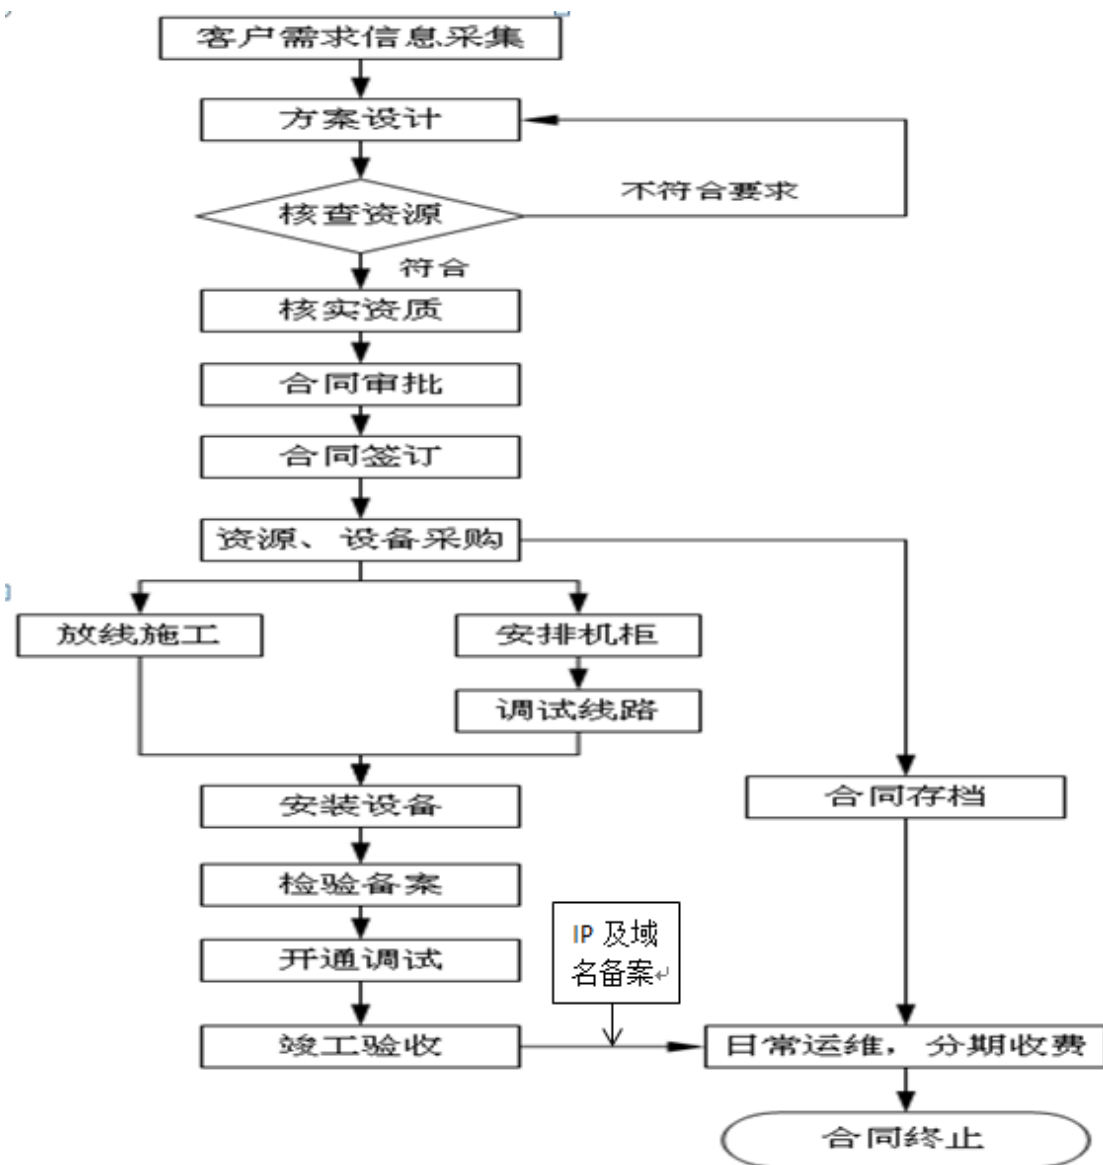 客户需求信息采集
方案设计
不符合要求
核查资源
符合
核实资质
合同审批
合同签订
资源、设备采购
放线施工
安排机柜
调试线路
合同存档
安装设备
检验备案
IP 及域
名备案↵
开通调试
竣工验收
日常运维，分期收费
合同终止